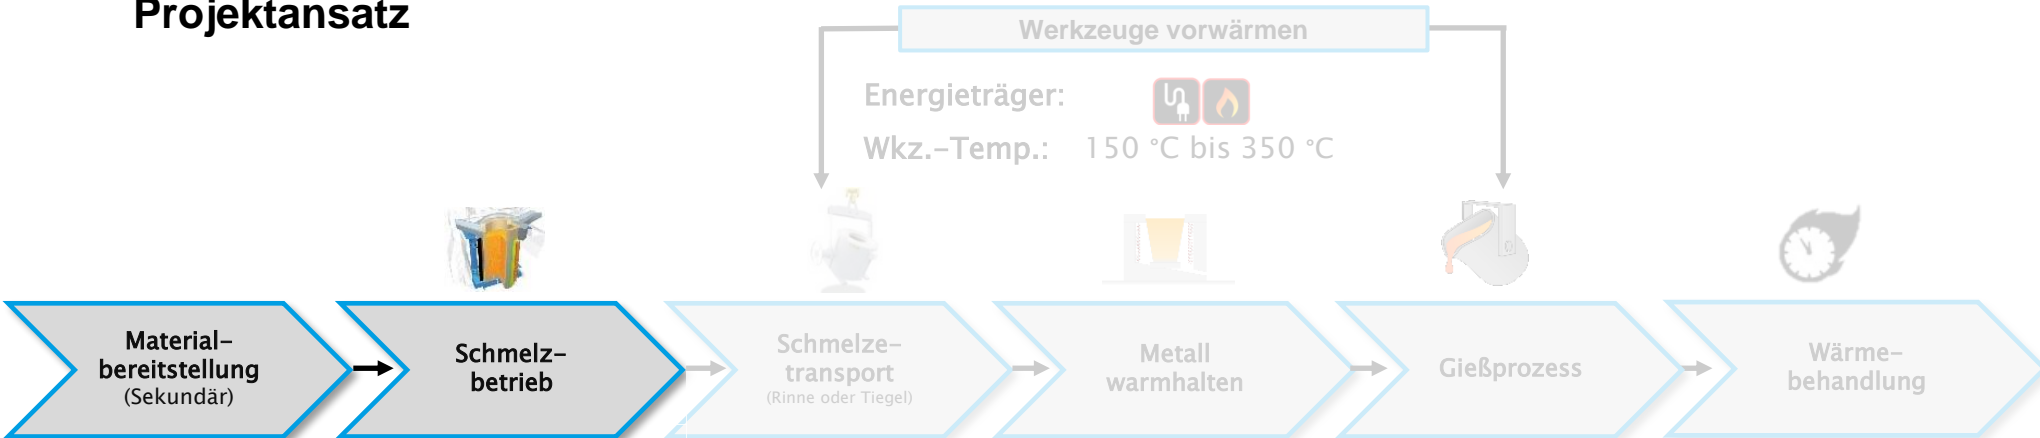 Projektansatz
Werkzeuge vorwärmen
Energieträger:
Wkz.-Temp.: 150 °C bis 350 °C
Material-
bereitstellung
(Sekundär)
Schmelz-
betrieb
Schmelze-
transport
(Rinne oder Tiegel)
Metall
warmhalten
Gießprozess
Wärme-
behandlung